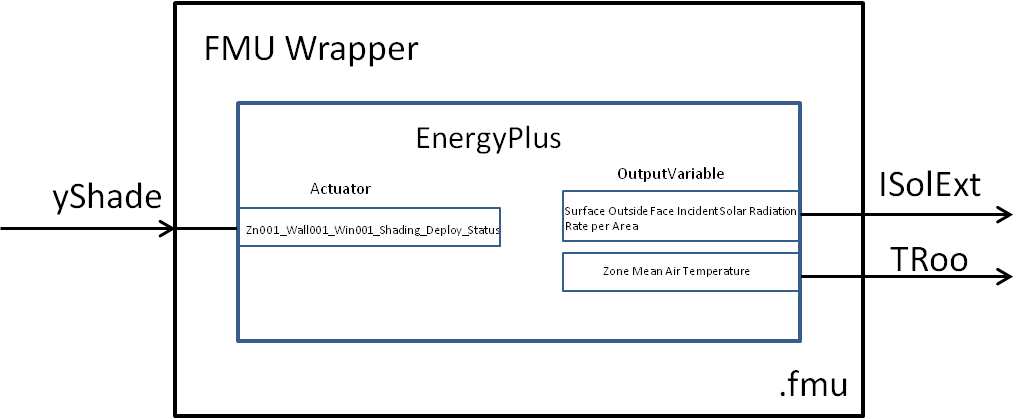 FMU Wrapper
EnergyPlus
yShade
Actuator
Zn001_Wall001_Win001_Shading_Deploy_Status
OutputVariable
Surface Outside Face Incident Solar Radiation
Rate per Area
Zone Mean Air Temperature
ISolExt
TRoo
.fmu